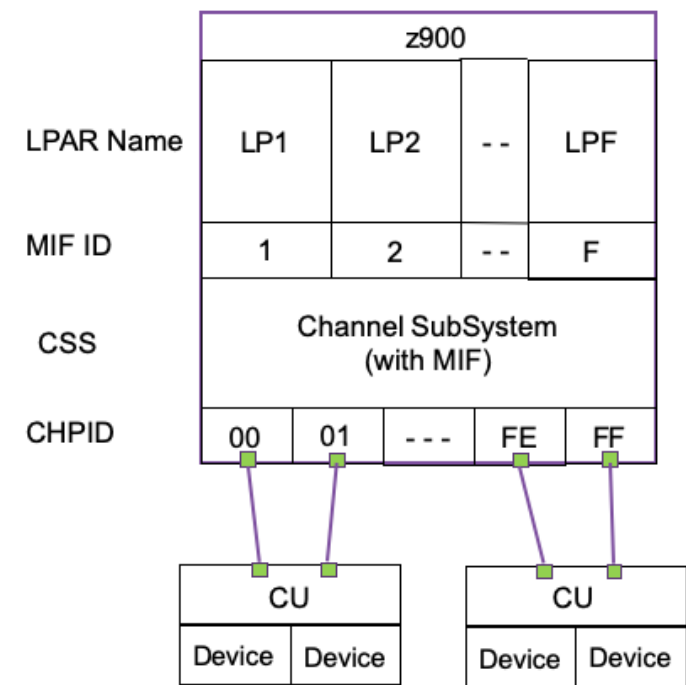 z900
LPAR Name LP1 LP2 - - LPF
MIF ID 1 2 - - F
CSS Channel SubSystem
(with MIF)
CHPID 00 01 - - - FE FF
CU CU
Device Device Device Device